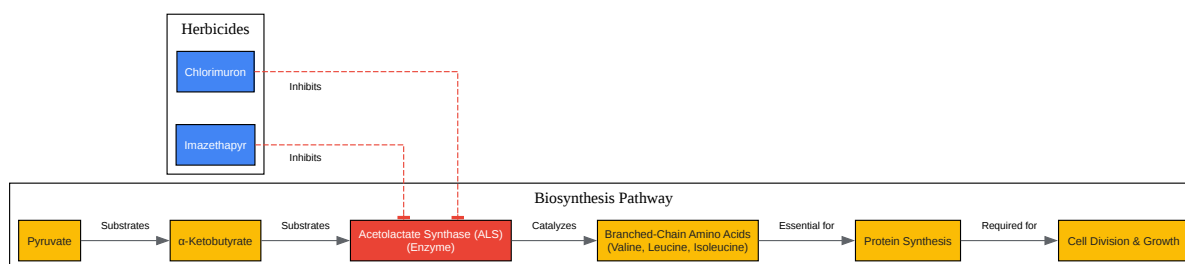 Herbicides
Chlorimuron
Inhibits
Imazethapyr
Inhibits
Biosynthesis Pathway
Pyruvate
Substrates
α-Ketobutyrate
Substrates
Acetolactate Synthase (ALS)
(Enzyme)
Catalyzes
Branched-Chain Amino Acids
(Valine, Leucine, Isoleucine)
Essential for
Protein Synthesis
Required for
Cell Division & Growth